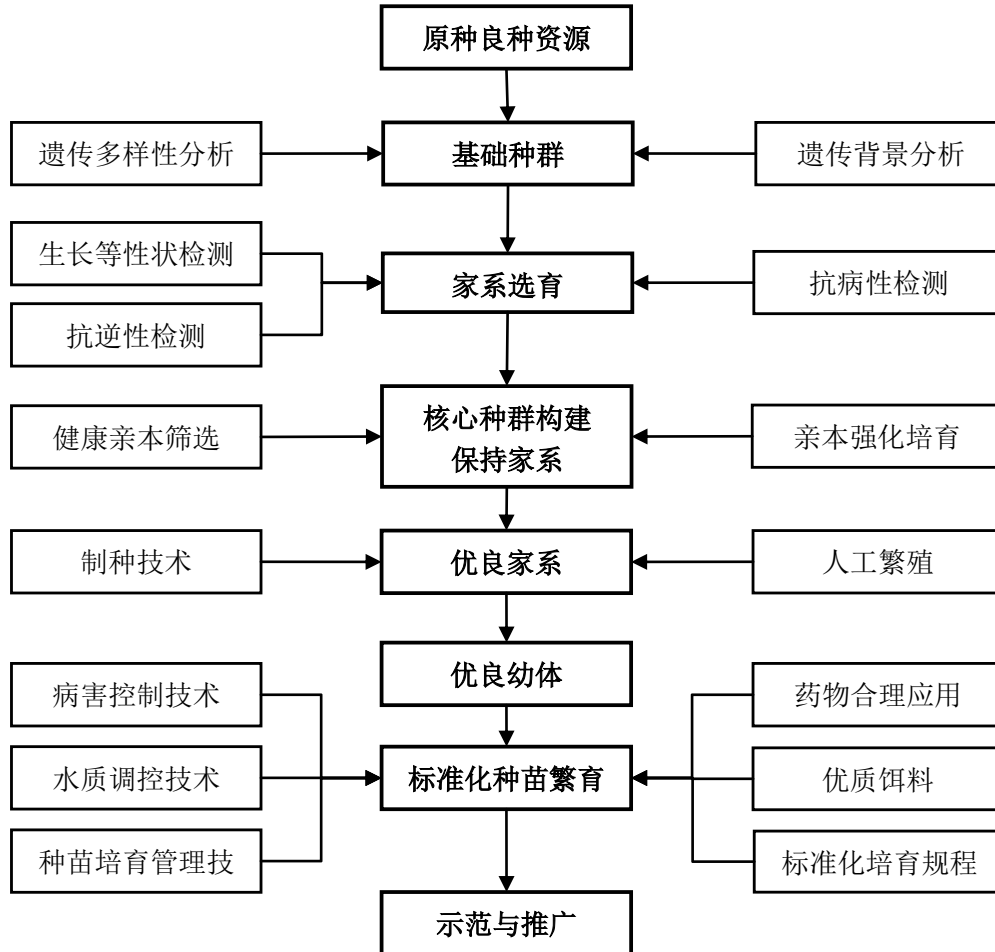 原种良种资源
遗传多样性分析
基础种群
遗传背景分析
生长等性状检测
抗逆性检测
家系选育
抗病性检测
健康亲本筛选
核心种群构建
保持家系
亲本强化培育
制种技术
优良家系
人工繁殖
优良幼体
病害控制技术
水质调控技术
种苗培育管理技
标准化种苗繁育
药物合理应用
优质饵料
标准化培育规程
示范与推广